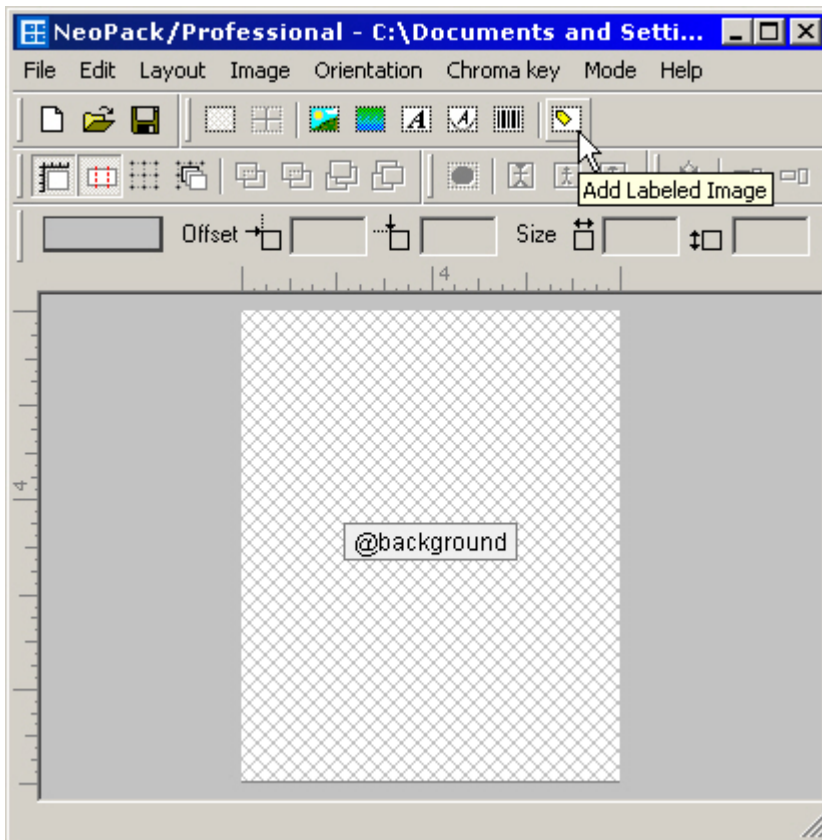 NeoPack/Professional - C:\Documents and Setti...
File Edit Layout Image Orientation Chroma key Mode Help
A A
Add Labeled Image
Offset Size
4
4
@background